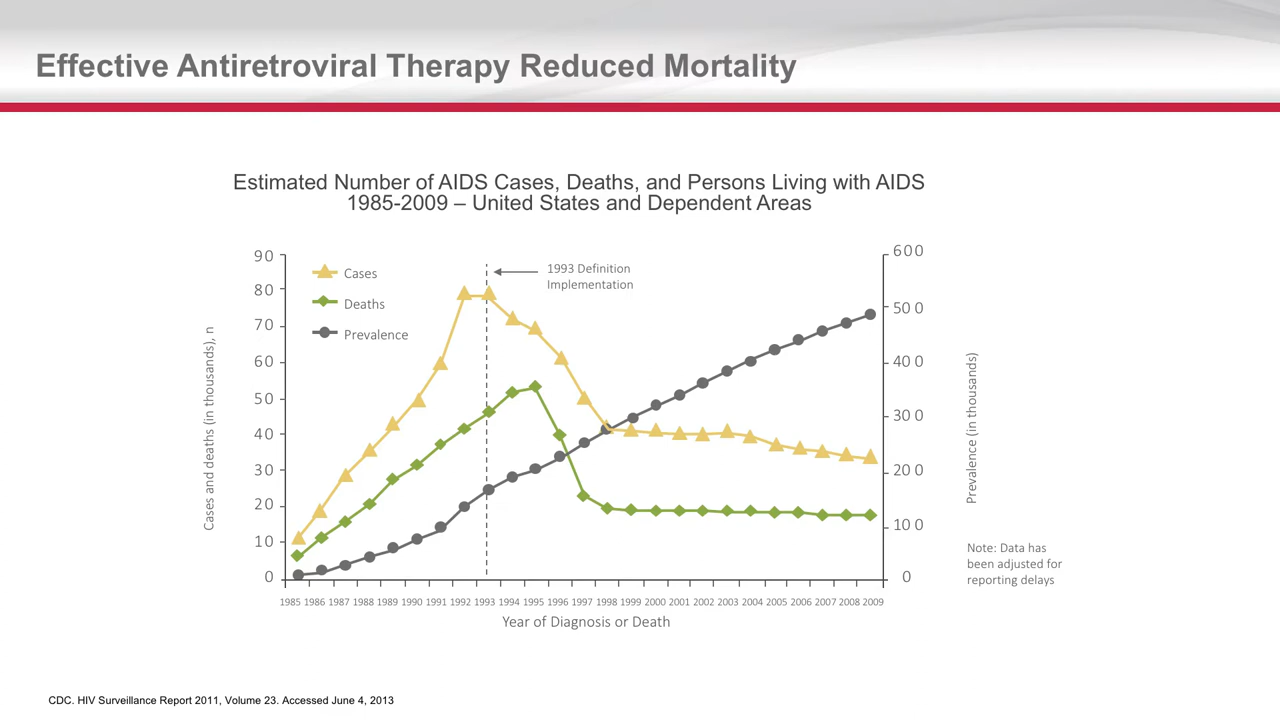 Effective Antiretroviral Therapy Reduced Mortality
Estimated Number of AIDS Cases, Deaths, and Persons Living with AIDS
1985-2009 – United States and Dependent Areas
Cases
Deaths
Prevalence
1993 Definition
Implementation
Cases and deaths (in thousands), n
90
80
70
60
50
40
30
20
10
0
600
500
400
300
200
100
0
Prevalence (in thousands)
1985 1986 1987 1988 1989 1990 1991 1992 1993 1994 1995 1996 1997 1998 1999 2000 2001 2002 2003 2004 2005 2006 2007 2008 2009
Year of Diagnosis or Death
Note: Data has
been adjusted for
reporting delays
CDC. HIV Surveillance Report 2011, Volume 23. Accessed June 4, 2013